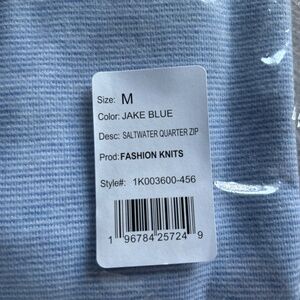 Size: M
Color: JAKE BLUE
Desc: SALTWATER QUARTER ZIP
Prod: FASHION KNITS
Style#: 1K003600-456
1 96784 25724 9